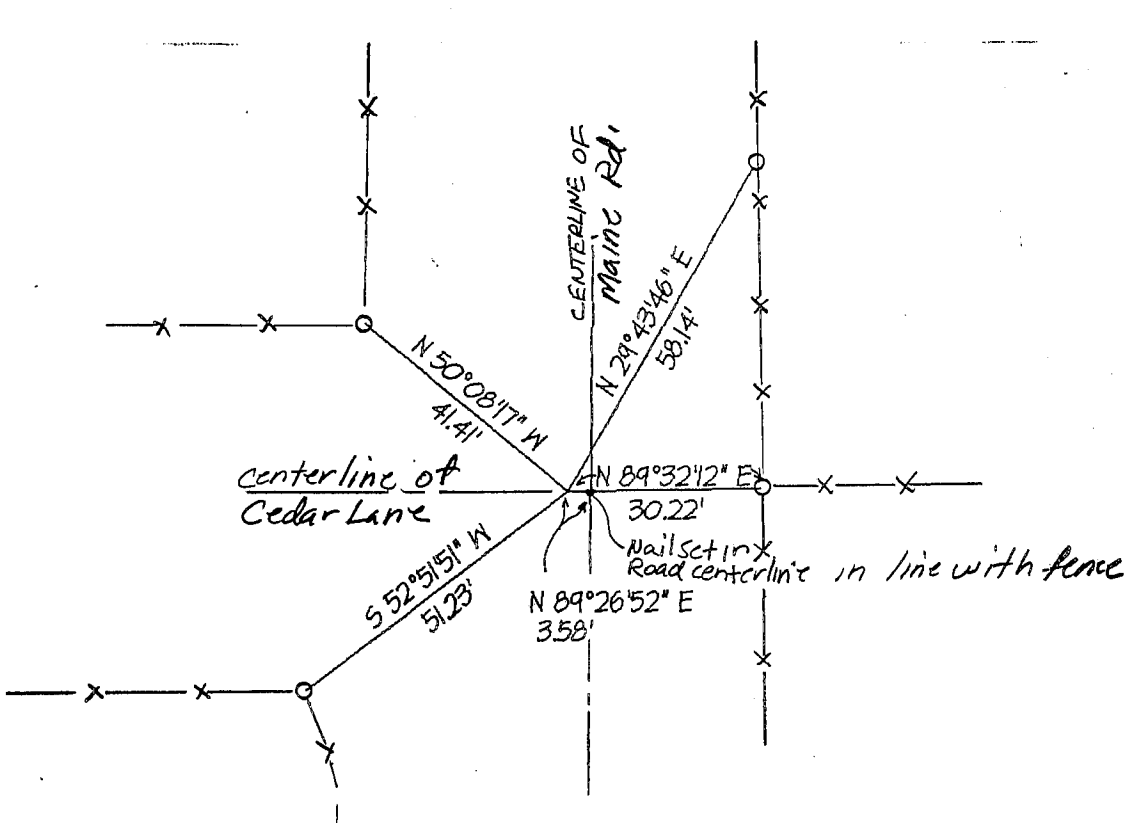 CENTERLINE OF
Maine Rd.
N 29°43'46" E
58.14'
N 50°08'17" W
41.41'
centerline of
Cedar Lane
N 89°32'12" E
30.22'
Nail set in
Road centerline in line with fence
S 52°51'51" W
51.23'
N 89°26'52" E
3.58'